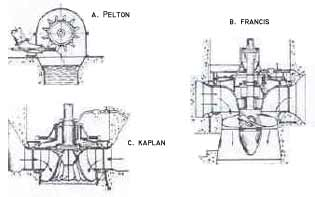 A. PELTON
B. FRANCIS
C. KAPLAN